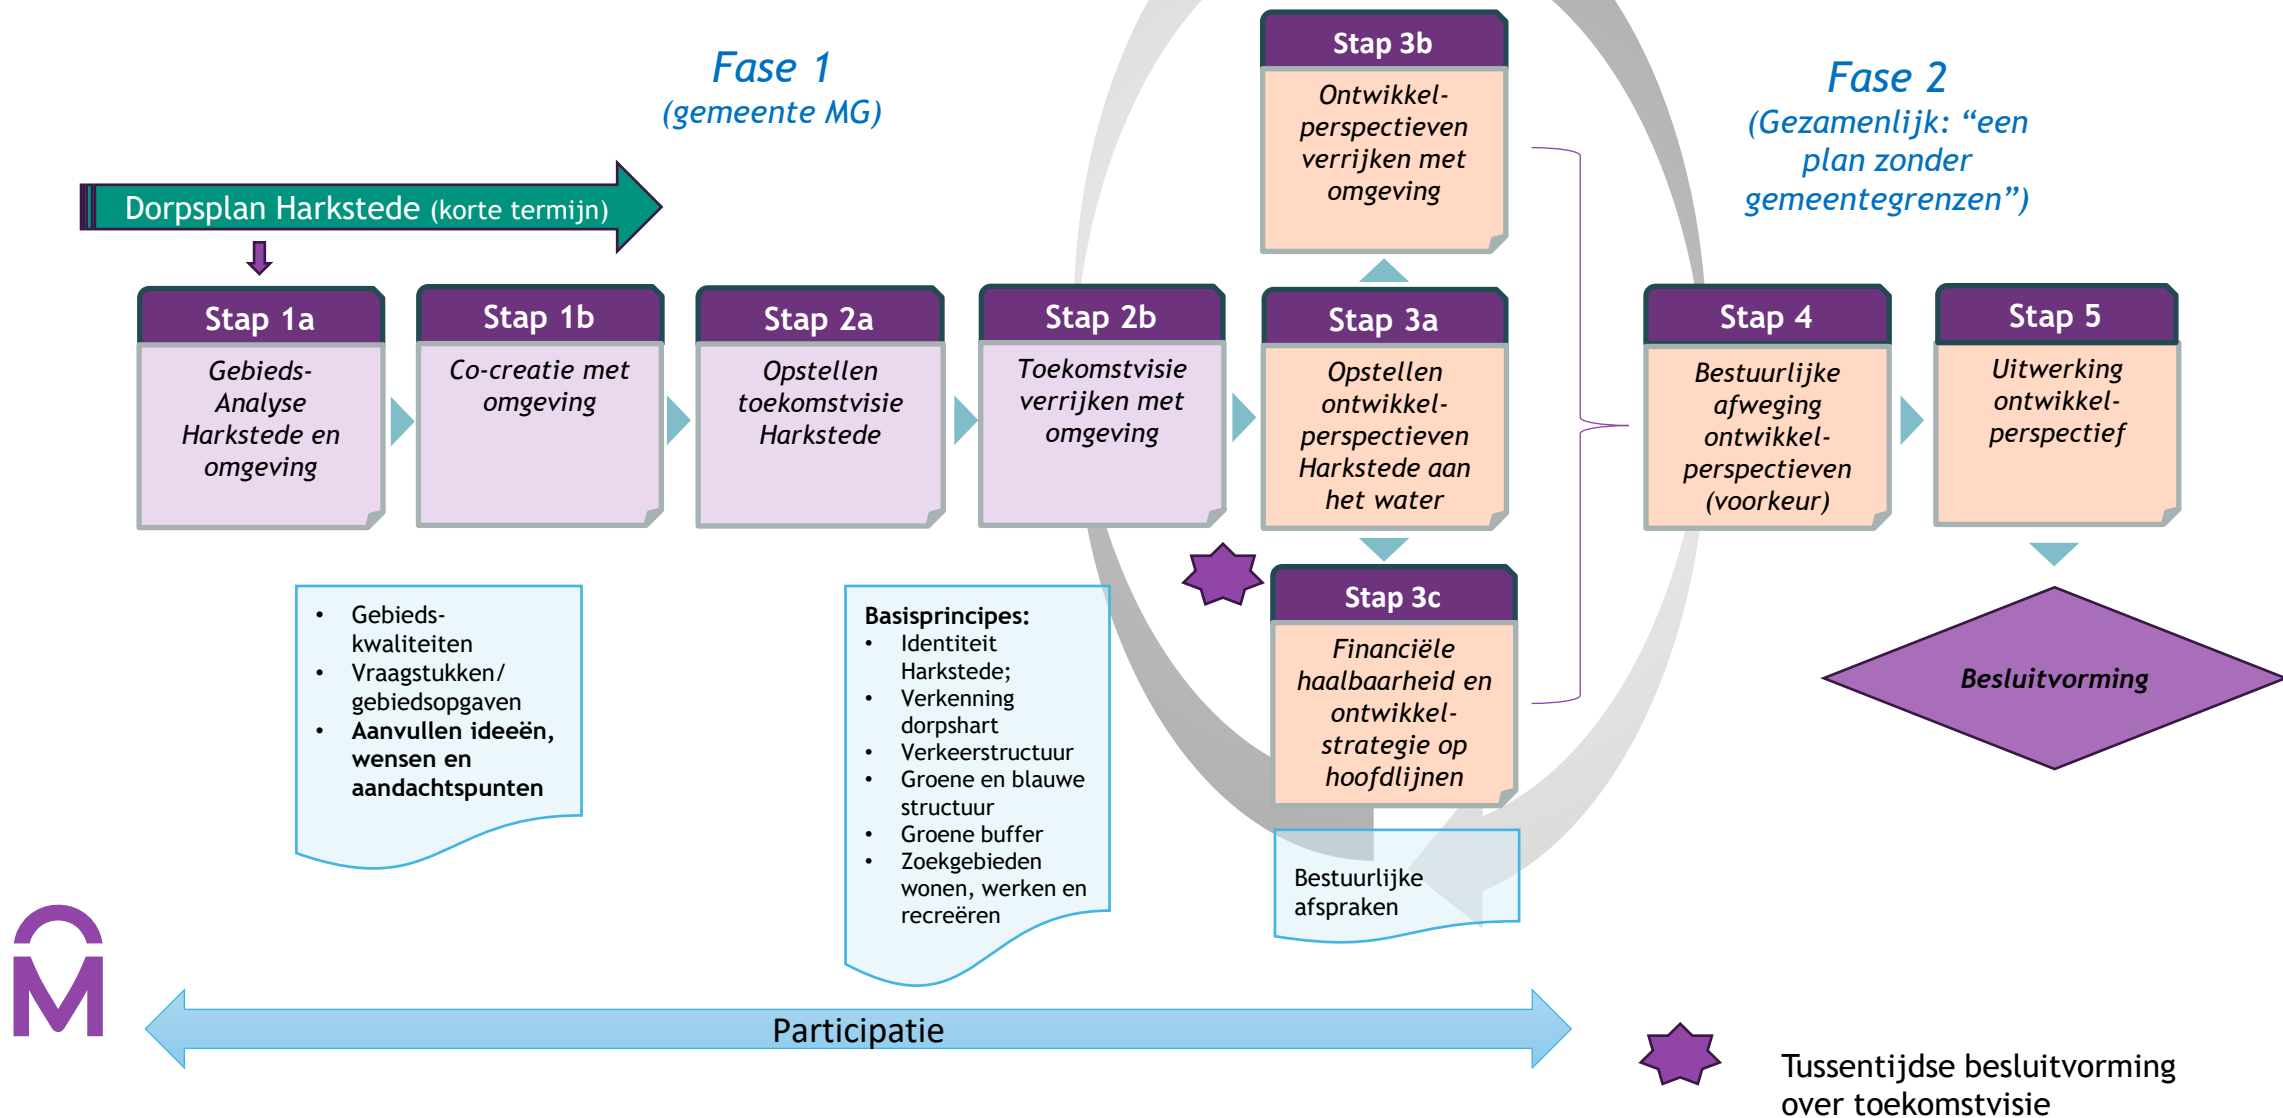 Fase 1
(gemeente MG)
Fase 2
(Gezamenlijk: “een
plan zonder
gemeentegrenzen”)
Dorpsplan Harkstede (korte termijn)
Stap 1a
Gebieds-
Analyse
Harkstede en
omgeving
Stap 1b
Co-creatie met
omgeving
Stap 2a
Opstellen
toekomstvisie
Harkstede
Stap 2b
Toekomstvisie
verrijken met
omgeving
Stap 3b
Ontwikkel-
perspectieven
verrijken met
omgeving
Stap 3a
Opstellen
ontwikkel-
perspectieven
Harkstede aan
het water
Stap 3c
Financiële
haalbaarheid en
ontwikkel-
strategie op
hoofdlijnen
Stap 4
Bestuurlijke
afweging
ontwikkel-
perspectieven
(voorkeur)
Stap 5
Uitwerking
ontwikkel-
perspectief
Besluitvorming
• Gebieds-
kwaliteiten
• Vraagstukken/
gebiedsopgaven
• Aanvullen ideeën,
wensen en
aandachtspunten
Basisprincipes:
• Identiteit
Harkstede;
• Verkenning
dorpshart
• Verkeerstructuur
• Groene en blauwe
structuur
• Groene buffer
• Zoekgebieden
wonen, werken en
recreëren
Bestuurlijke
afspraken
M
Participatie
Tussentijdse besluitvorming
over toekomstvisie